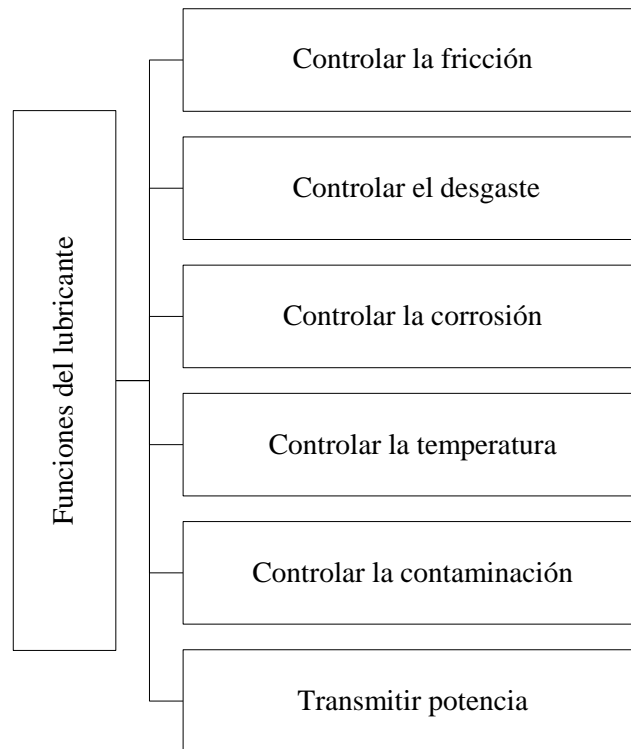 Funciones del lubricante
Controlar la fricción
Controlar el desgaste
Controlar la corrosión
Controlar la temperatura
Controlar la contaminación
Transmitir potencia